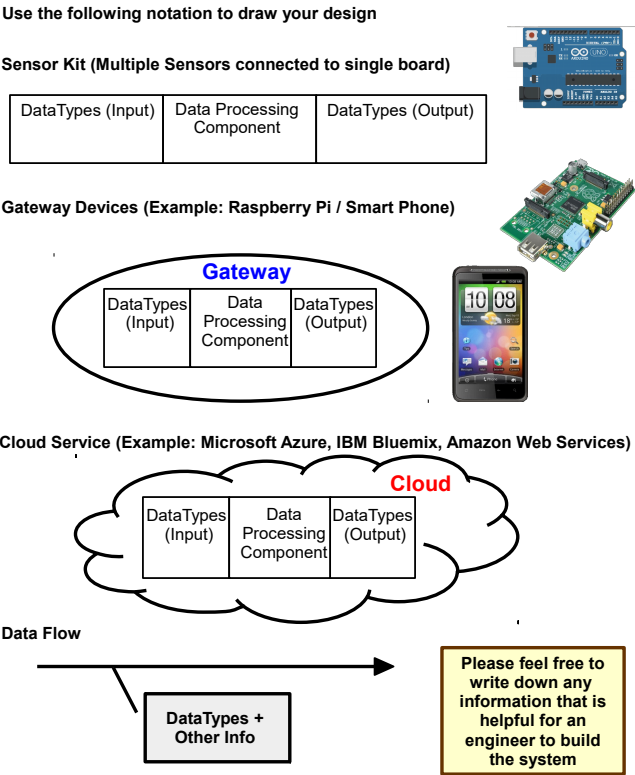 Use the following notation to draw your design
Sensor Kit (Multiple Sensors connected to single board)
DataTypes (Input)
Data Processing
Component
DataTypes (Output)
UNO
ARDUINO
Gateway Devices (Example: Raspberry Pi / Smart Phone)
Gateway
DataTypes
(Input)
Data
Processing
Component
DataTypes
(Output)
10 08
Cloud Service (Example: Microsoft Azure, IBM Bluemix, Amazon Web Services)
Cloud
DataTypes
(Input)
Data
Processing
Component
DataTypes
(Output)
Data Flow
DataTypes +
Other Info
Please feel free to
write down any
information that is
helpful for an
engineer to build
the system